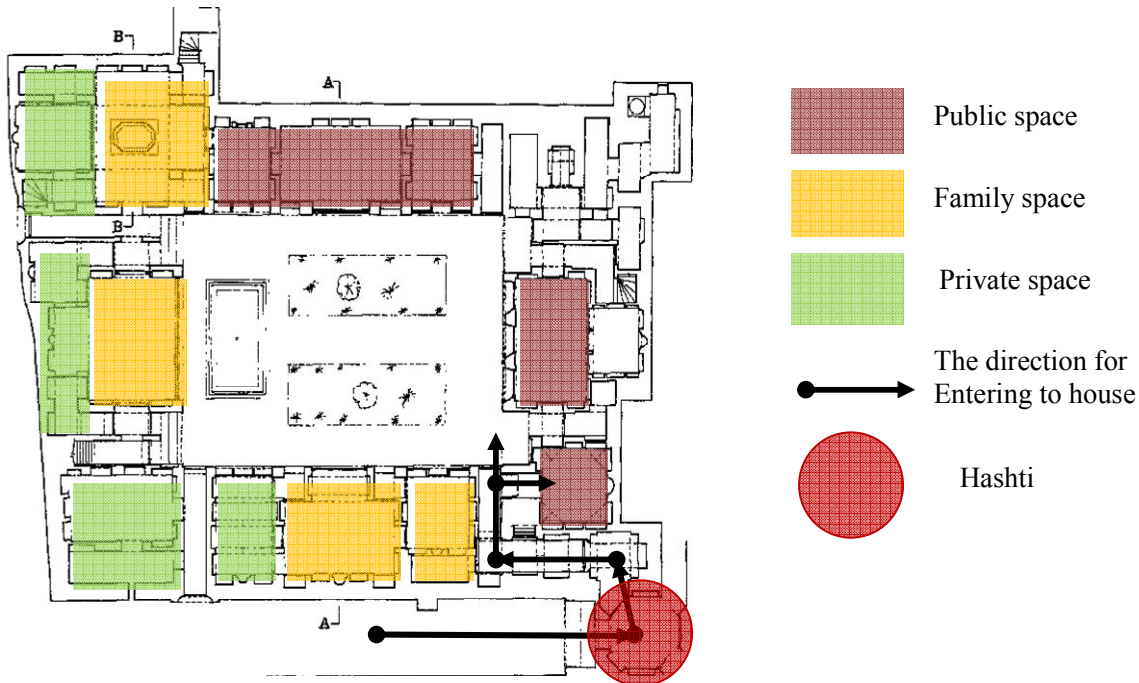 B
A
B
A
Public space
Family space
Private space
The direction for
Entering to house
Hashti